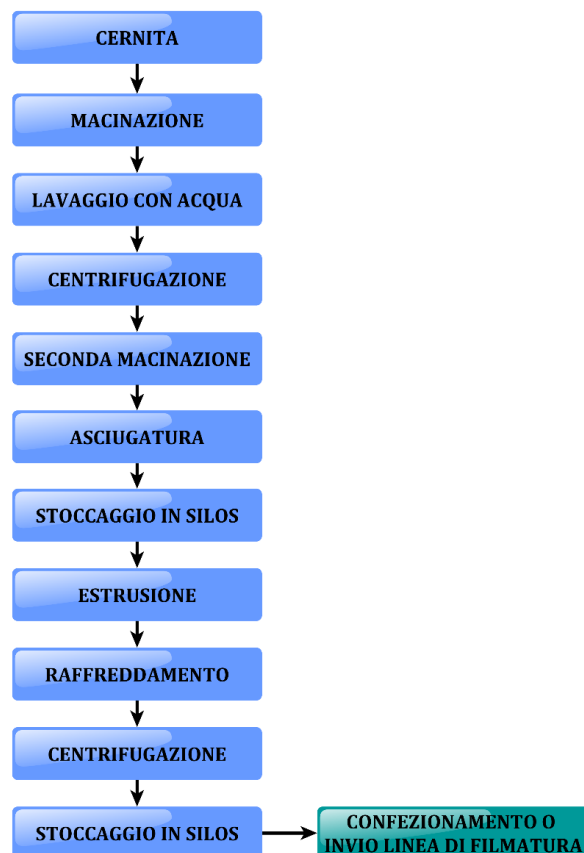 CERNITA
MACINAZIONE
LAVAGGIO CON ACQUA
CENTRIFUGAZIONE
SECONDA MACINAZIONE
ASCIUGATURA
STOCCAGGIO IN SILOS
ESTRUSIONE
RAFFREDDAMENTO
CENTRIFUGAZIONE
STOCCAGGIO IN SILOS
CONFEZIONAMENTO O
INVIO LINEA DI FILMATURA